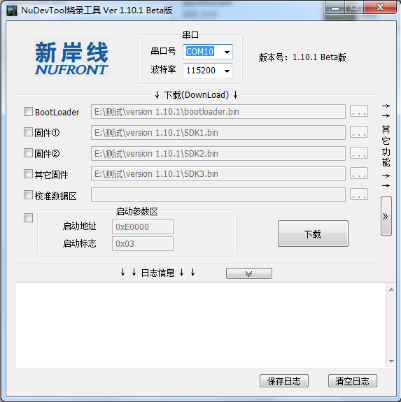 NuDevTool烧录工具 Ver 1.10.1 Beta版
新岸线
NUFRONT
串口
串口号 COM10
波特率 115200
版本号：1.10.1 Beta版
↓ 下载(DownLoad) ↓
BootLoader E:\测试\version 1.10.1\bootloader.bin ...
固件① E:\测试\version 1.10.1\SDK1.bin ...
固件② E:\测试\version 1.10.1\SDK2.bin ...
其它固件 E:\测试\version 1.10.1\SDK3.bin ...
校准数据区 ...
→→其它功能→→
»
启动参数区
启动地址 0xE0000
启动标志 0x03
下载
↓ ↓ 日志信息 ↓ ↓
保存日志 清空日志